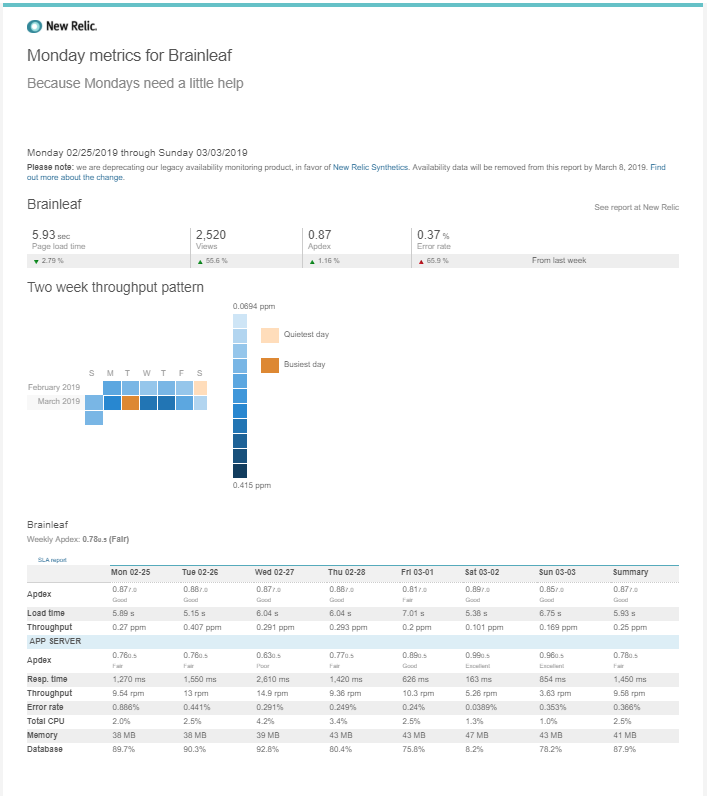 New Relic.
Monday metrics for Brainleaf
Because Mondays need a little help
Monday 02/25/2019 through Sunday 03/03/2019
Please note: we are deprecating our legacy availability monitoring product, in favor of New Relic Synthetics. Availability data will be removed from this report by March 8, 2019. Find
out more about the change.
Brainleaf
See report at New Relic
5.93 sec 2,520 0.87 0.37 %
Page load time Views Apdex Error rate
▼ 2.79 % ▲ 55.6 % ▲ 1.16 % ▲ 65.9 % From last week
Two week throughput pattern
0.0694 ppm
Quietest day
Busiest day
S M T W T F S
February 2019
March 2019
0.415 ppm
Brainleaf
Weekly Apdex: 0.78 0.5 (Fair)
SLA report
Mon 02-25 Tue 02-26 Wed 02-27 Thu 02-28 Fri 03-01 Sat 03-02 Sun 03-03 Summary
Apdex 0.87 7.0 0.88 7.0 0.87 7.0 0.88 7.0 0.81 7.0 0.89 7.0 0.85 7.0 0.87 7.0
Good Good Good Good Fair Good Good Good
Load time 5.89 s 5.15 s 6.04 s 6.04 s 7.01 s 5.38 s 6.75 s 5.93 s
Throughput 0.27 ppm 0.407 ppm 0.291 ppm 0.293 ppm 0.2 ppm 0.101 ppm 0.169 ppm 0.25 ppm
APP SERVER
Apdex 0.76 0.5 0.76 0.5 0.63 0.5 0.77 0.5 0.89 0.5 0.99 0.5 0.96 0.5 0.78 0.5
Fair Fair Poor Fair Good Excellent Excellent Fair
Resp. time 1,270 ms 1,550 ms 2,610 ms 1,420 ms 626 ms 163 ms 854 ms 1,450 ms
Throughput 9.54 rpm 13 rpm 14.9 rpm 9.36 rpm 10.3 rpm 5.26 rpm 3.63 rpm 9.58 rpm
Error rate 0.886% 0.441% 0.291% 0.249% 0.24% 0.0389% 0.353% 0.366%
Total CPU 2.0% 2.5% 4.2% 3.4% 2.5% 1.3% 1.0% 2.5%
Memory 38 MB 38 MB 39 MB 43 MB 43 MB 47 MB 43 MB 41 MB
Database 89.7% 90.3% 92.8% 80.4% 75.8% 8.2% 78.2% 87.9%